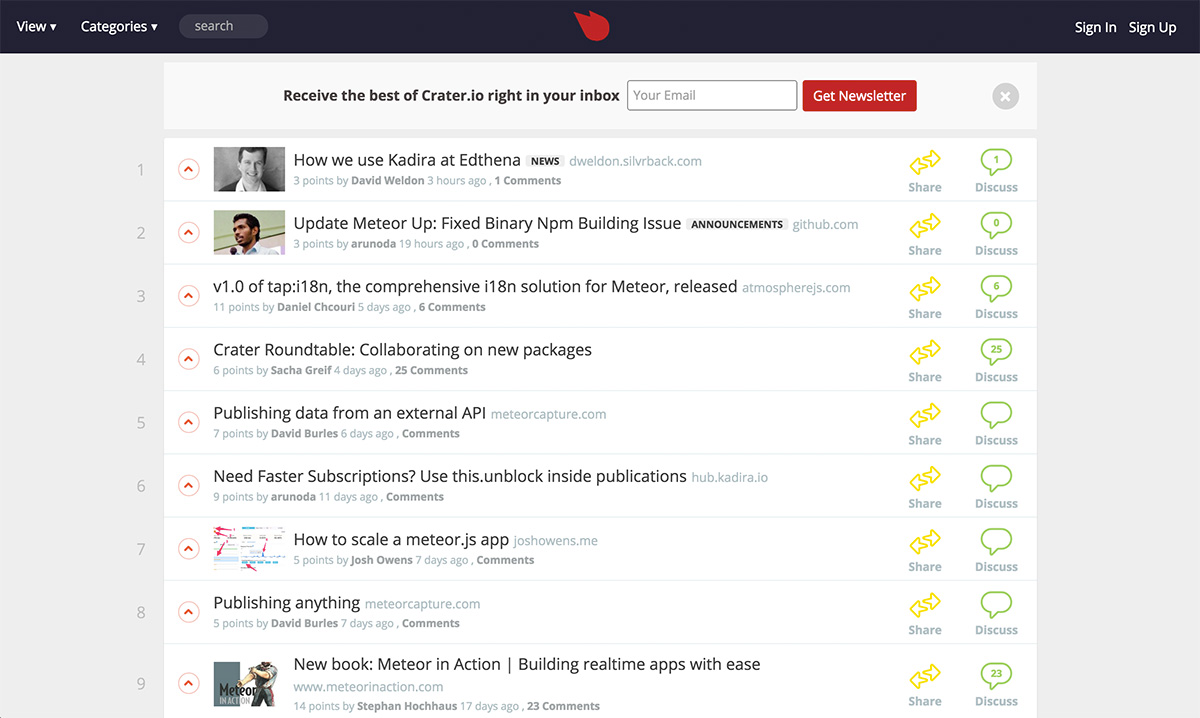 View ▾ Categories ▾ search Sign In Sign Up
Receive the best of Crater.io right in your inbox Your Email Get Newsletter
1 How we use Kadira at Edthena NEWS dweldon.silvrback.com 1
3 points by David Weldon 3 hours ago , 1 Comments Share Discuss
2 Update Meteor Up: Fixed Binary Npm Building Issue ANNOUNCEMENTS github.com 0
3 points by arunoda 19 hours ago , 0 Comments Share Discuss
3 v1.0 of tap:i18n, the comprehensive i18n solution for Meteor, released atmospherejs.com 6
11 points by Daniel Chcouri 5 days ago , 6 Comments Share Discuss
4 Crater Roundtable: Collaborating on new packages 25
6 points by Sacha Greif 4 days ago , 25 Comments Share Discuss
5 Publishing data from an external API meteorcapture.com
7 points by David Burles 6 days ago , Comments Share Discuss
6 Need Faster Subscriptions? Use this.unblock inside publications hub.kadira.io
9 points by arunoda 11 days ago , Comments Share Discuss
7 How to scale a meteor.js app joshowens.me
5 points by Josh Owens 7 days ago , Comments Share Discuss
8 Publishing anything meteorcapture.com
5 points by David Burles 7 days ago , Comments Share Discuss
9 New book: Meteor in Action | Building realtime apps with ease 23
www.meteorinaction.com
Meteor
IN ACTION
14 points by Stephan Hochhaus 17 days ago , 23 Comments Share Discuss